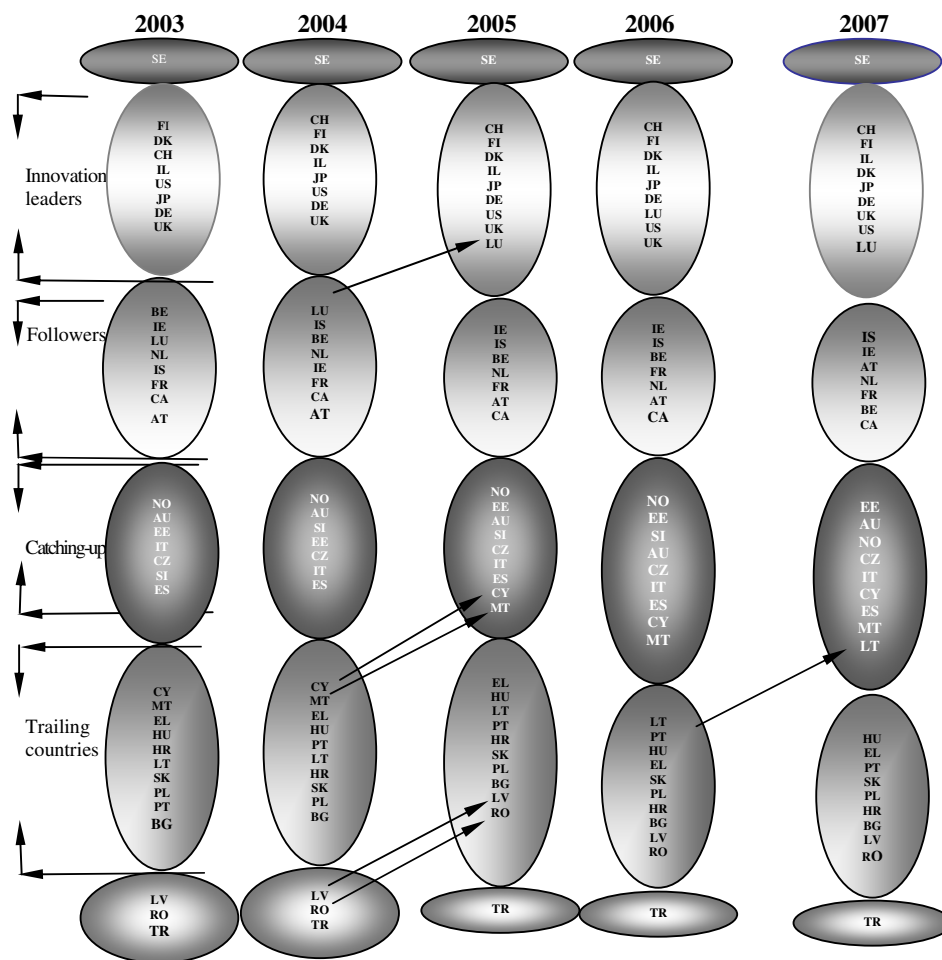 2003
SE
FI
DK
CH
IL
US
JP
DE
UK
BE
IE
LU
NL
IS
FR
CA
AT
NO
AU
EE
IT
CZ
SI
ES
CY
MT
EL
HU
HR
LT
SK
PL
PT
BG
LV
RO
TR
2004
SE
CH
FI
DK
IL
JP
US
DE
UK
LU
IS
BE
NL
IE
FR
CA
AT
NO
AU
SI
EE
CZ
IT
ES
CY
MT
EL
HU
PT
LT
HR
SK
PL
BG
LV
RO
TR
2005
SE
CH
FI
DK
IL
JP
DE
US
UK
LU
IE
IS
BE
NL
FR
AT
CA
NO
EE
AU
SI
CZ
IT
ES
CY
MT
EL
HU
LT
PT
HR
SK
PL
BG
LV
RO
TR
2006
SE
CH
FI
DK
IL
JP
DE
LU
US
UK
IE
IS
BE
FR
NL
AT
CA
NO
EE
SI
AU
CZ
IT
ES
CY
MT
LT
PT
HU
EL
SK
PL
HR
BG
LV
RO
TR
2007
SE
CH
FI
IL
DK
JP
DE
UK
US
LU
IS
IE
AT
NL
FR
BE
CA
EE
AU
NO
CZ
IT
CY
ES
MT
LT
HU
EL
PT
SK
PL
HR
BG
LV
RO
TR
Innovation
leaders
Followers
Catching-up
Trailing
countries